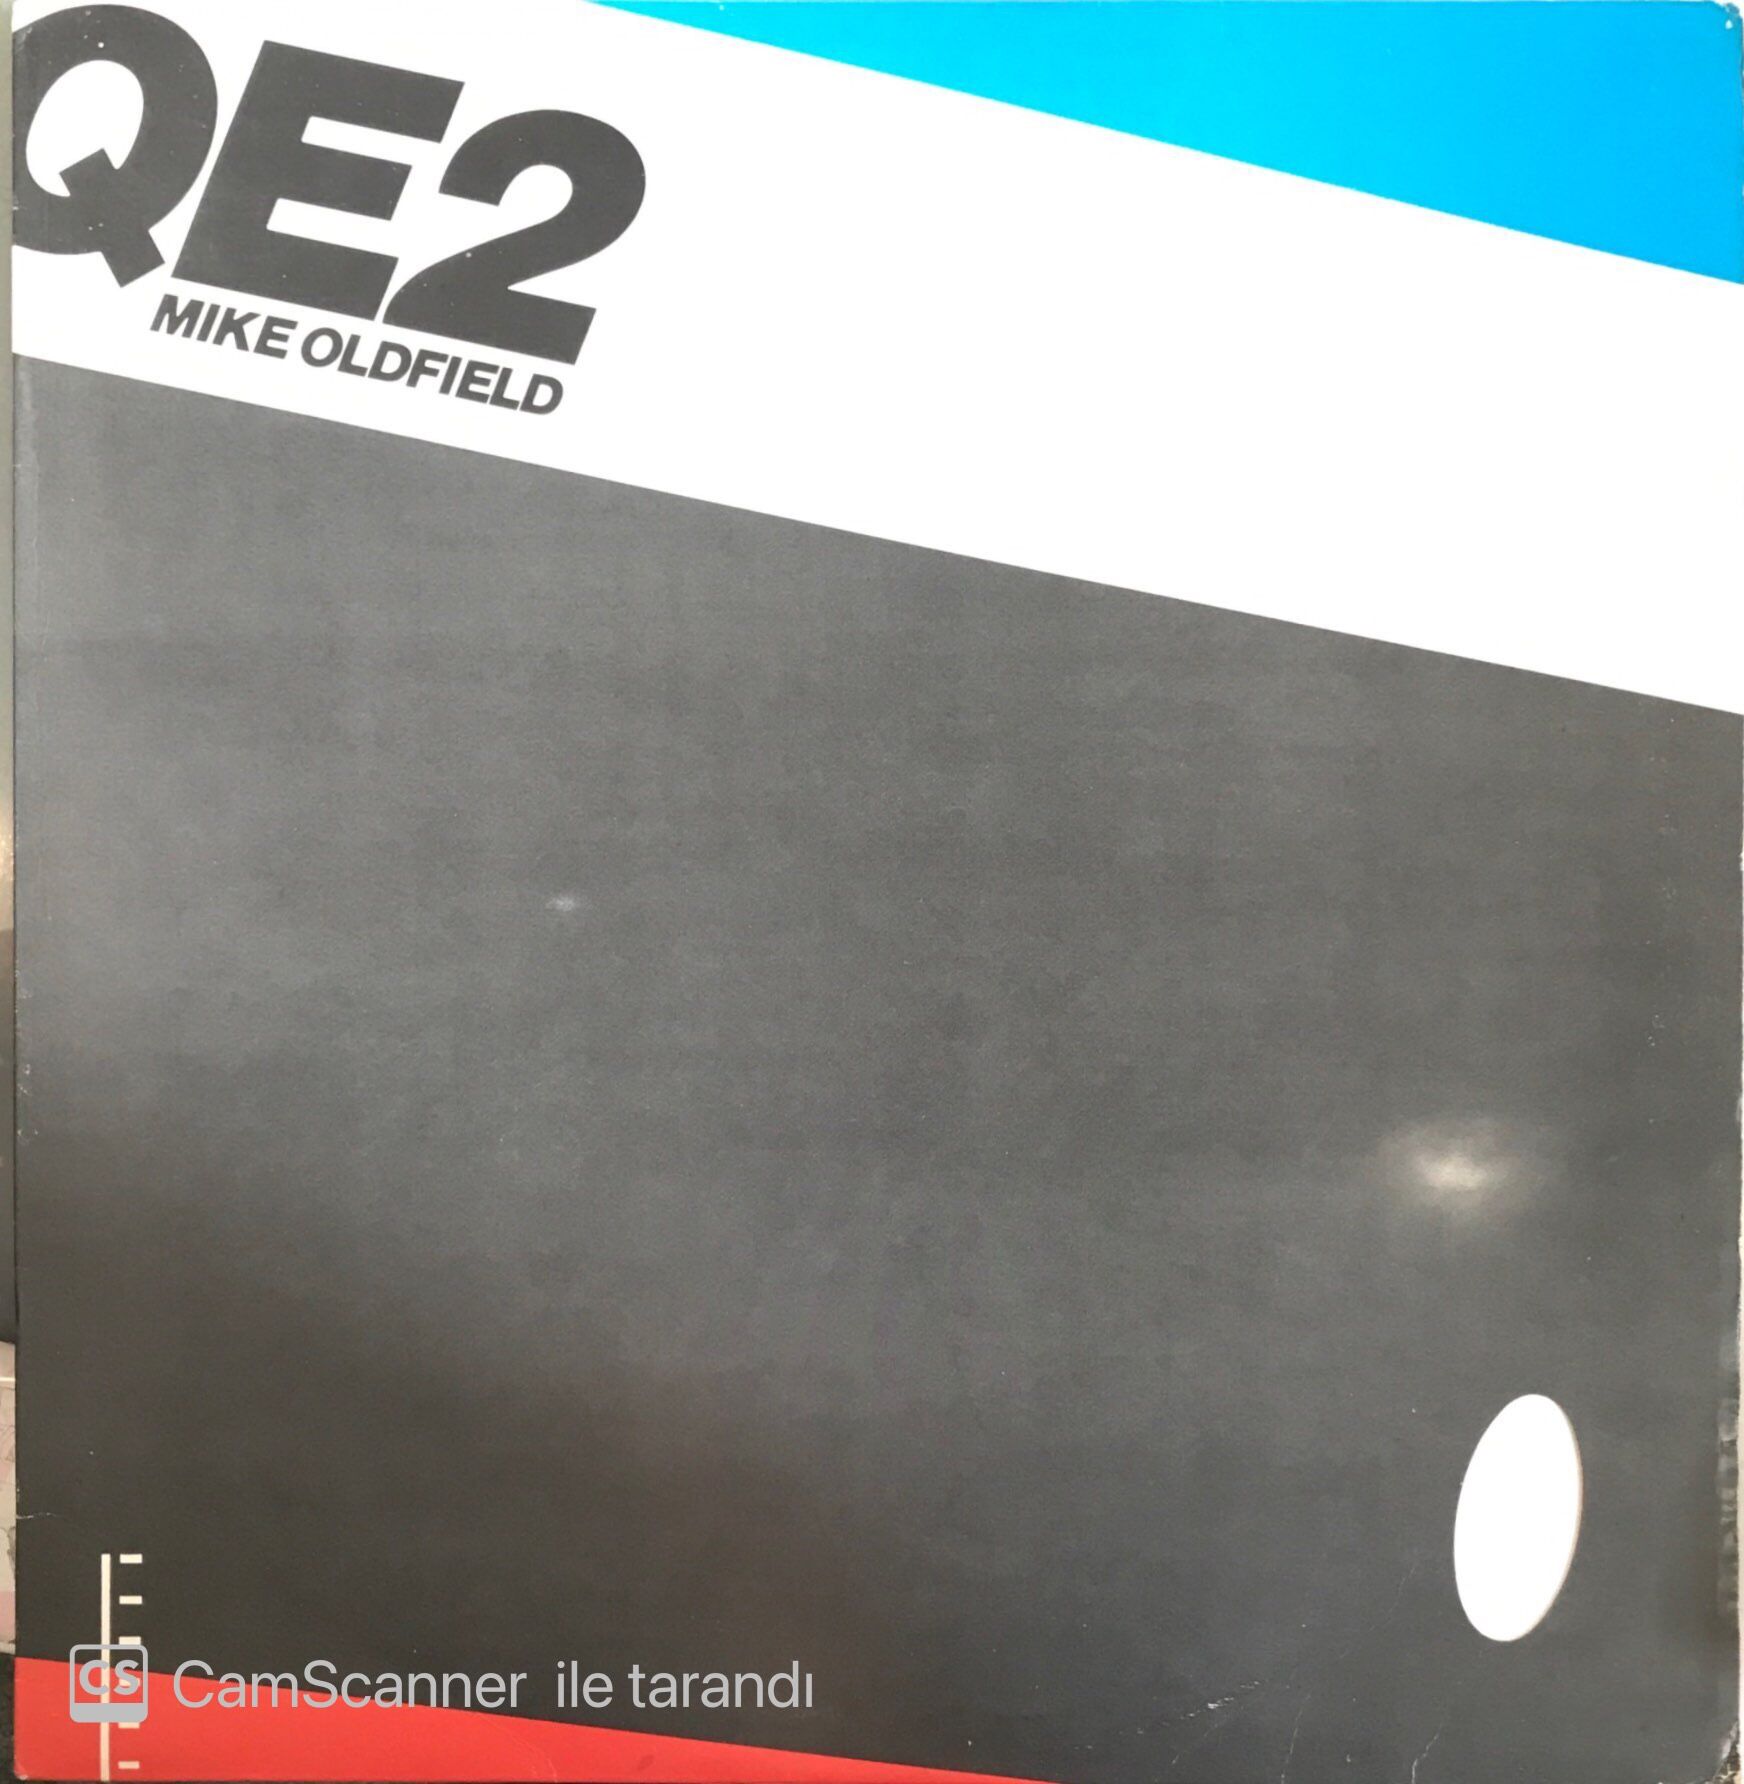 QE2
MIKE OLDFIELD
CS CamScanner ile tarandı